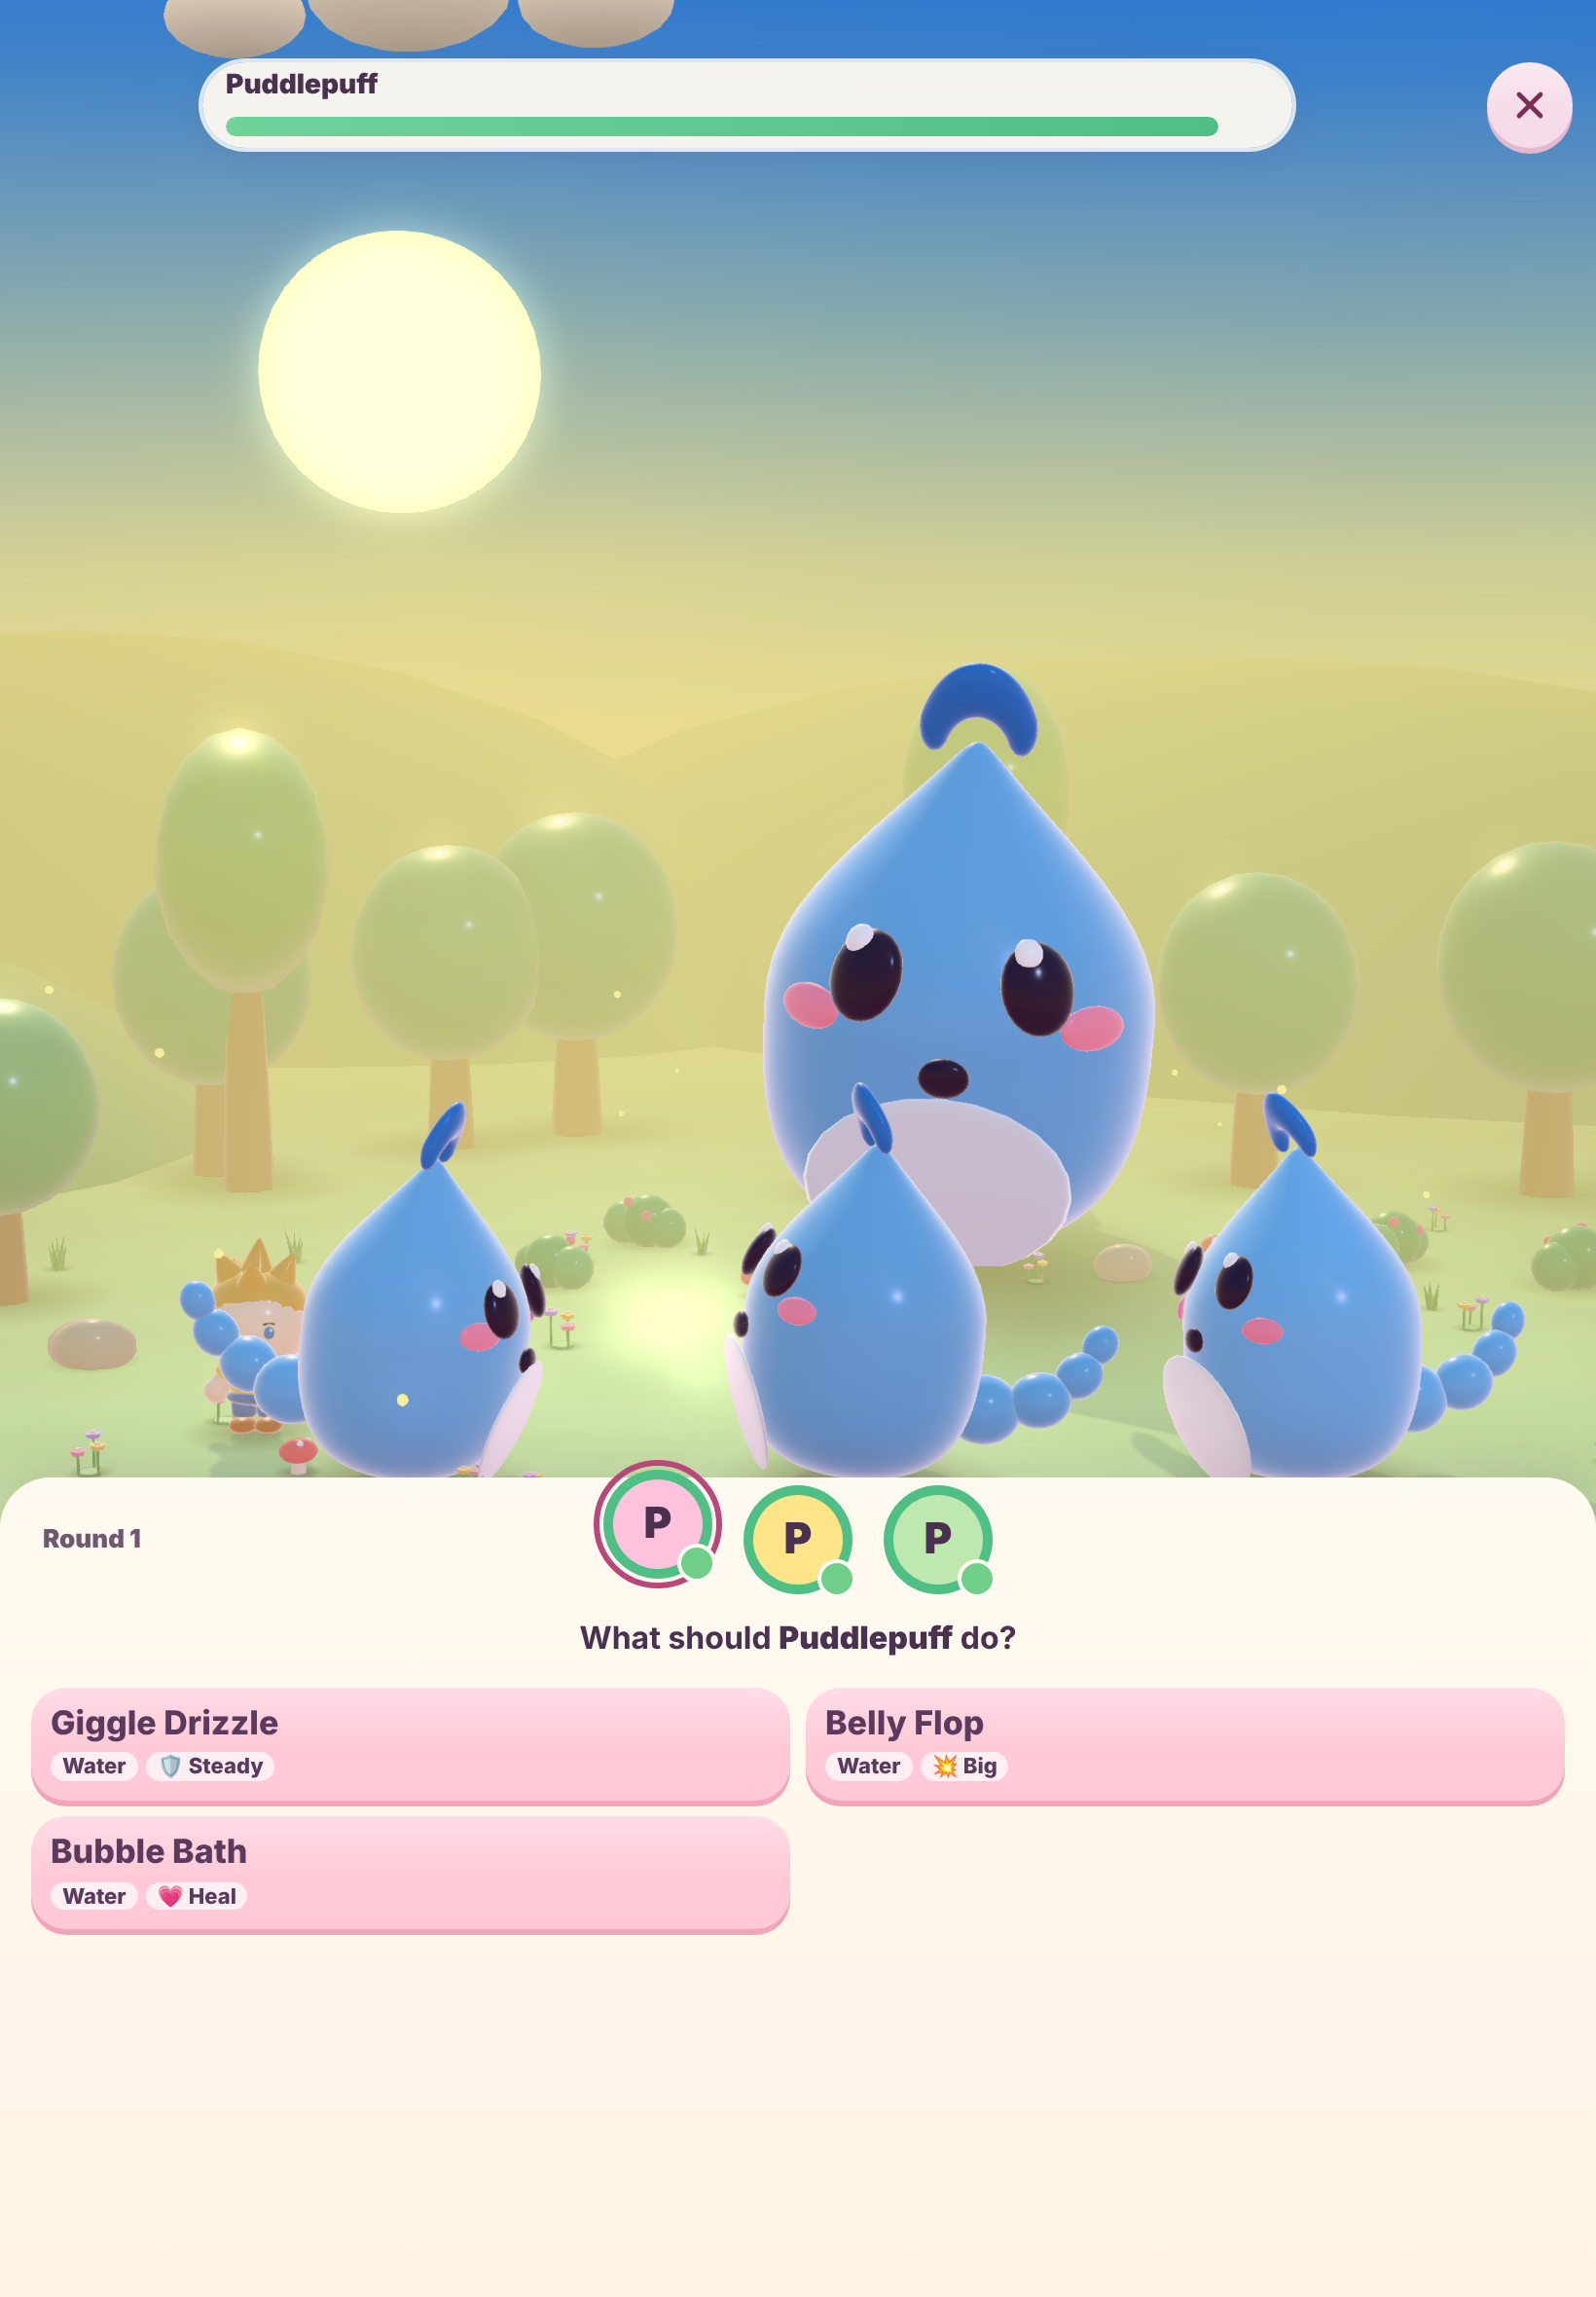 Puddlepuff
Round 1
P
P
P
What should Puddlepuff do?
Giggle Drizzle
Water
Steady
Belly Flop
Water
Big
Bubble Bath
Water
Heal